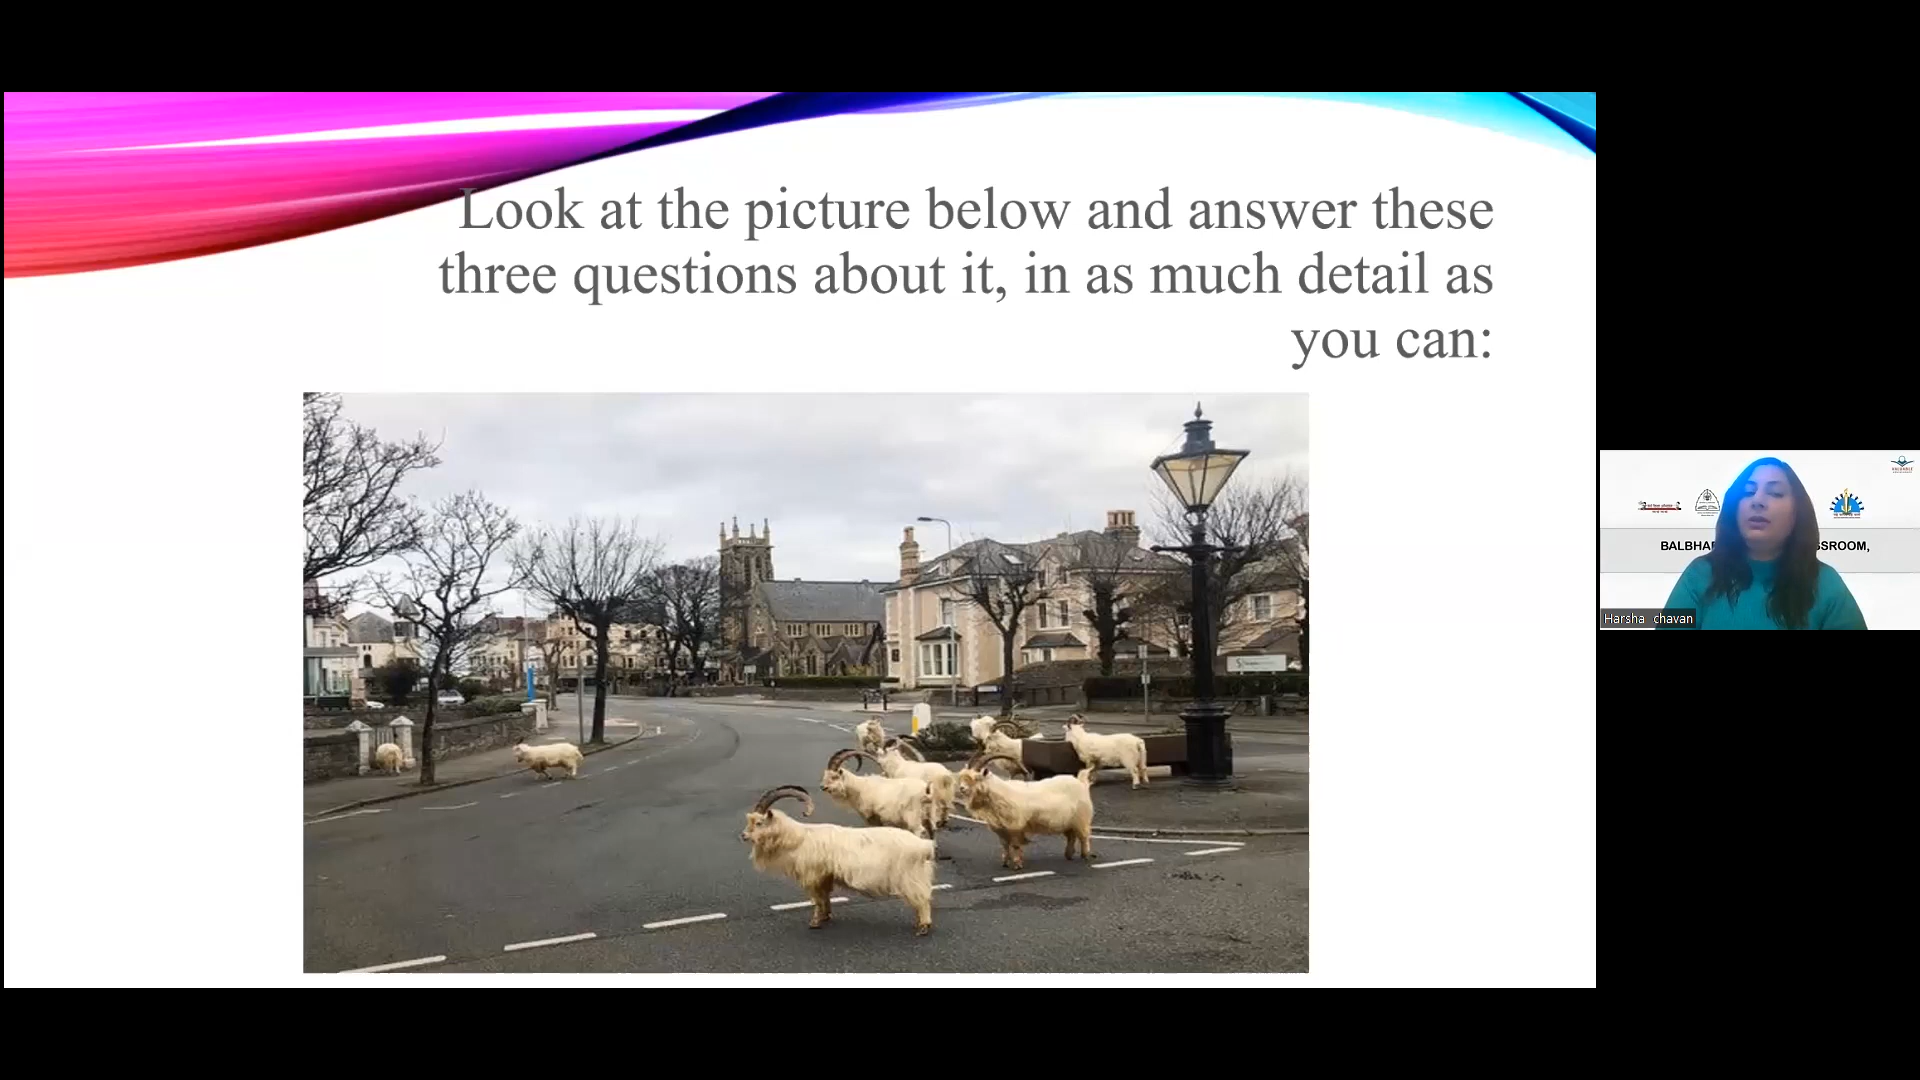 Look at the picture below and answer these
three questions about it, in as much detail as
you can:
Harsha chavan